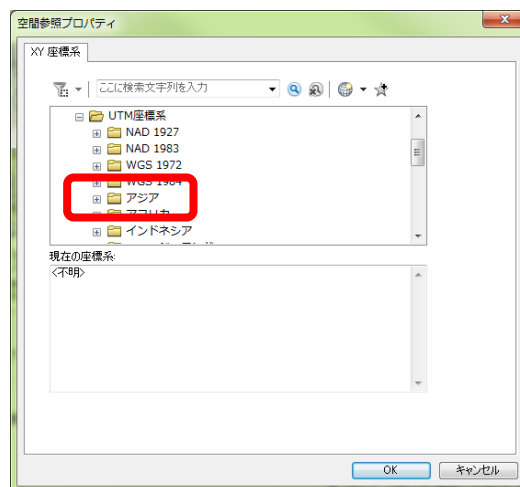 空間参照プロパティ
XY 座標系
ここに検索文字列を入力
UTM座標系
NAD 1927
NAD 1983
WGS 1972
WGS 1984
アジア
アフリカ
インドネシア
現在の座標系:
<不明>
OK
キャンセル